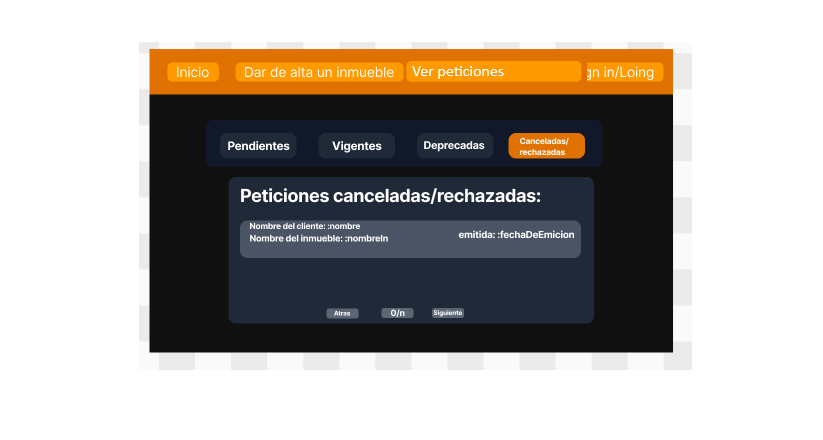 Inicio
Dar de alta un inmueble
Ver peticiones
gn in/Loing
Pendientes
Vigentes
Deprecadas
Canceladas/
rechazadas
Peticiones canceladas/rechazadas:
Nombre del cliente: :nombre
Nombre del inmueble: :nombreIn
emitida: :fechaDeEmicion
Atras
0/n
Siguiente